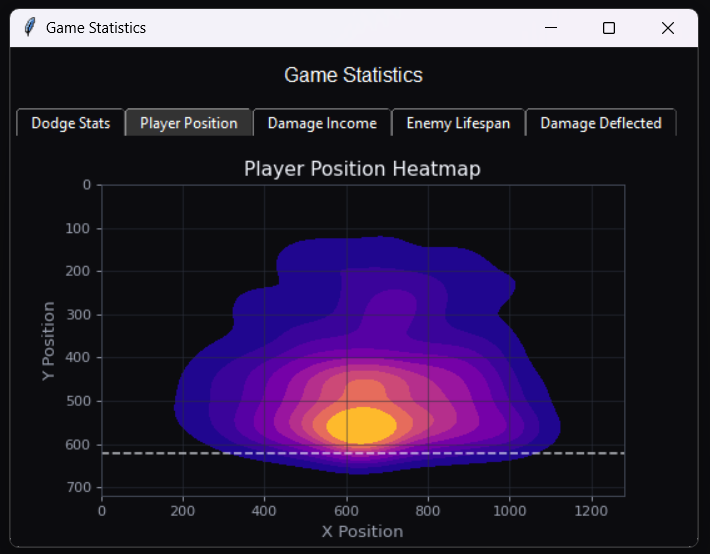 Game Statistics
Game Statistics
Dodge Stats Player Position Damage Income Enemy Lifespan Damage Deflected
Player Position Heatmap
0
100
200
300
400
500
600
700
Y Position
0 200 400 600 800 1000 1200
X Position